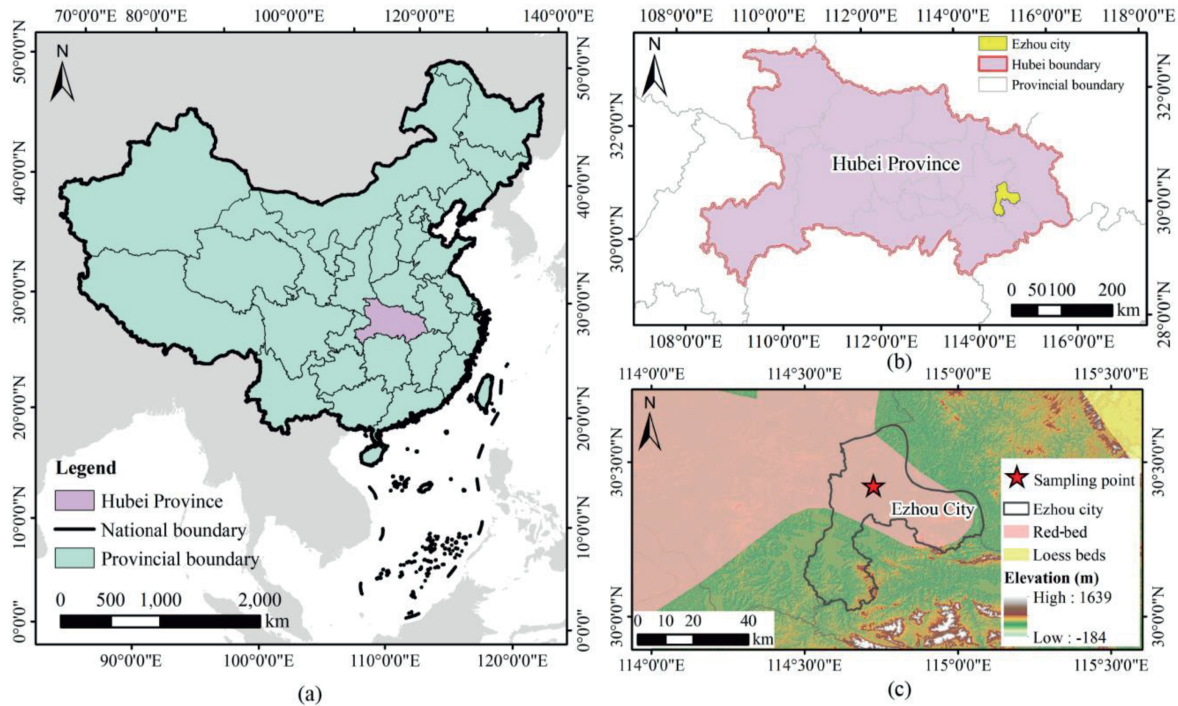 70°0'0"E 80°0'0"E 100°0'0"E 120°0'0"E 140°0'0"E
50°0'0"N
40°0'0"N
30°0'0"N
20°0'0"N
10°0'0"N
0°0'0"
N
50°0'0"N
40°0'0"N
30°0'0"N
20°0'0"N
10°0'0"N
0°0'0"
Legend
Hubei Province
National boundary
Provincial boundary
0 500 1,000 2,000
km
90°0'0"E 100°0'0"E 110°0'0"E 120°0'0"E
(a)
108°0'0"E 110°0'0"E 112°0'0"E 114°0'0"E 116°0'0"E 118°0'0"E
N
Ezhou city
Hubei boundary
Provincial boundary
32°0'0"N
30°0'0"N
Hubei Province
32°0'0"N
30°0'0"N
28°0'0"N
0 50 100 200
km
108°0'0"E 110°0'0"E 112°0'0"E 114°0'0"E 116°0'0"E
(b)
114°0'0"E 114°30'0"E 115°0'0"E 115°30'0"E
N
30°30'0"N
30°0'0"N
30°30'0"N
30°0'0"N
Ezhou City
Sampling point
Ezhou city
Red-bed
Loess beds
Elevation (m)
High : 1639
Low : -184
0 10 20 40
km
114°0'0"E 114°30'0"E 115°0'0"E 115°30'0"E
(c)